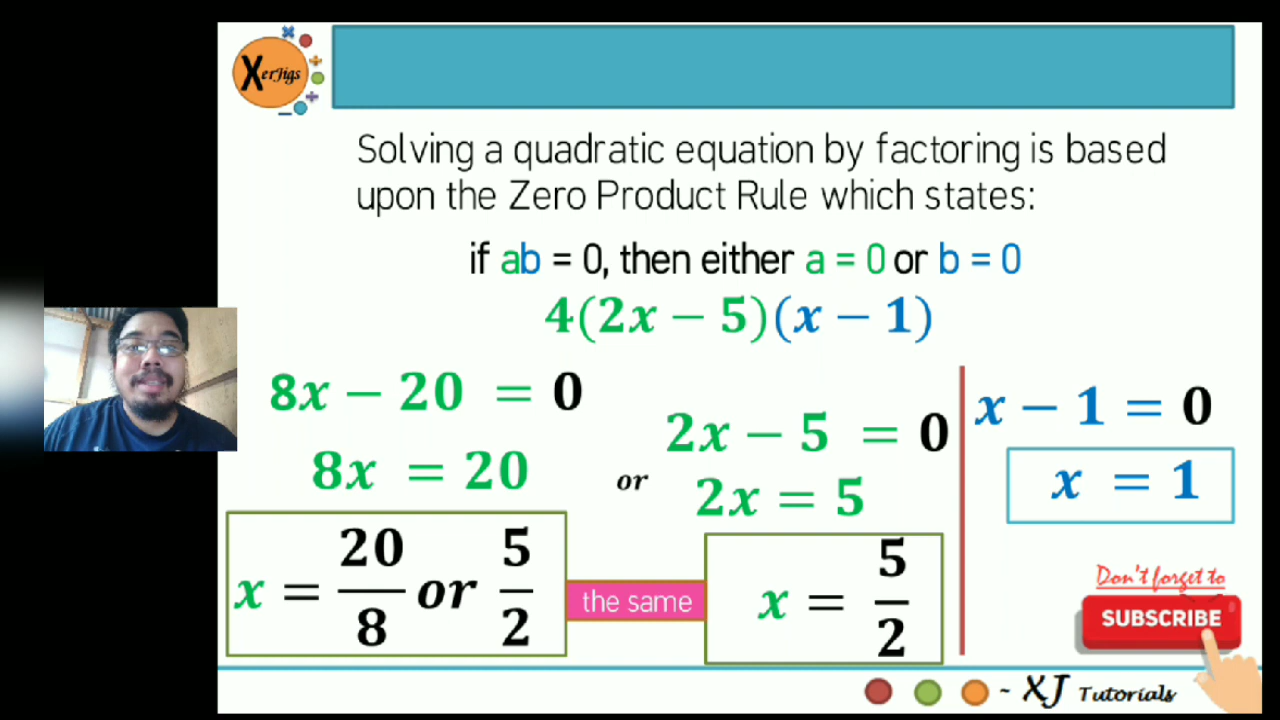 XerJigs
Solving a quadratic equation by factoring is based
upon the Zero Product Rule which states:
if ab = 0, then either a = 0 or b = 0
4(2x − 5)(x − 1)
8x − 20 = 0
8x = 20
x = 20/8 or 5/2
or
the same
2x − 5 = 0
2x = 5
x = 5/2
x − 1 = 0
x = 1
Don't forget to
SUBSCRIBE
~ XJ Tutorials